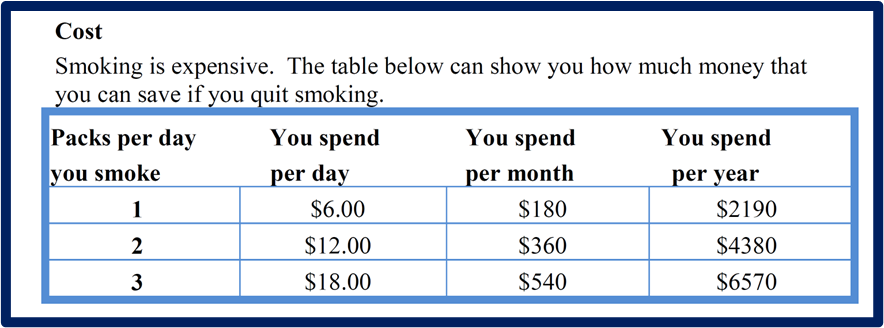 Cost
Smoking is expensive.  The table below can show you how much money that
you can save if you quit smoking.
Packs per day You spend You spend You spend
you smoke per day per month per year
1 $6.00 $180 $2190
2 $12.00 $360 $4380
3 $18.00 $540 $6570